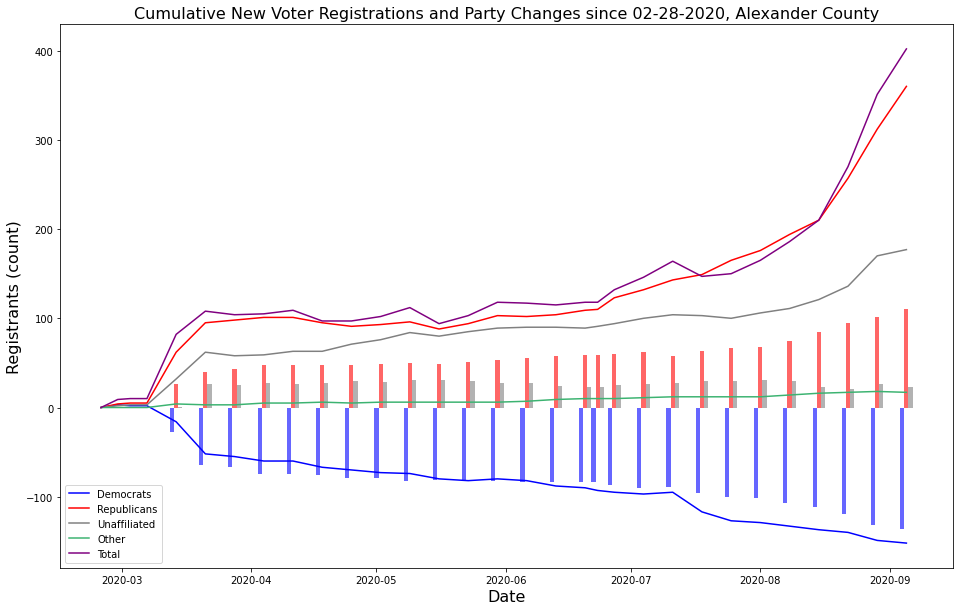 Cumulative New Voter Registrations and Party Changes since 02-28-2020, Alexander County
Registrants (count)
400
300
200
100
0
−100
Democrats
Republicans
Unaffiliated
Other
Total
2020-03 2020-04 2020-05 2020-06 2020-07 2020-08 2020-09
Date